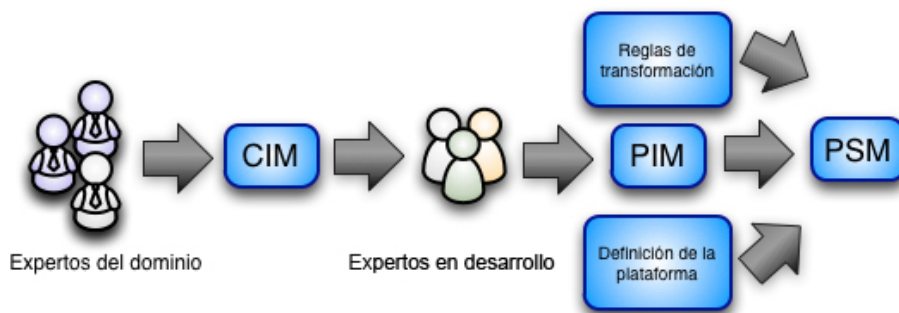 Reglas de
transformación
CIM
PIM
PSM
Expertos del dominio
Expertos en desarrollo
Definición de la
plataforma